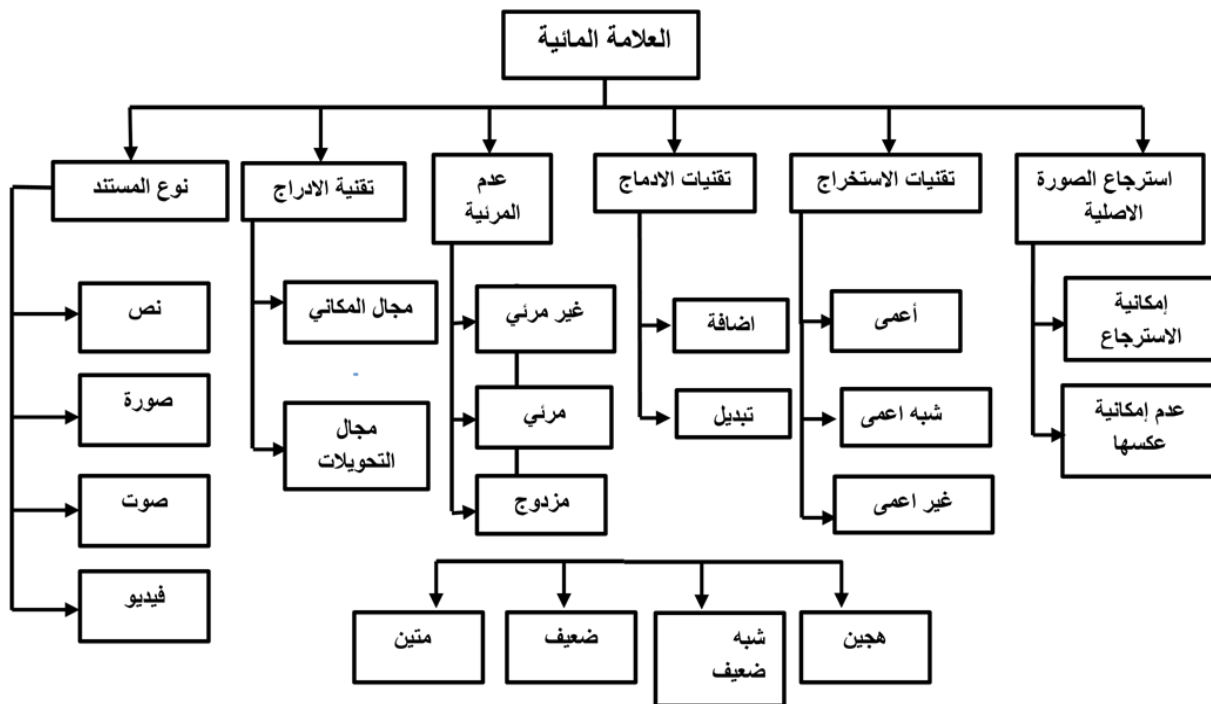 العلامة المائية
استرجاع الصورة
الاصلية
تقنيات الاستخراج
تقنيات الادماج
عدم
المرئية
تقنية الادراج
نوع المستند
إمكانية
الاسترجاع
عدم إمكانية
عكسها
أعمى
شبه اعمى
غير اعمى
اضافة
تبديل
غير مرئي
مرئي
مزدوج
مجال المكاني
مجال
التحويلات
نص
صورة
صوت
فيديو
هجين
شبه
ضعيف
ضعيف
متين